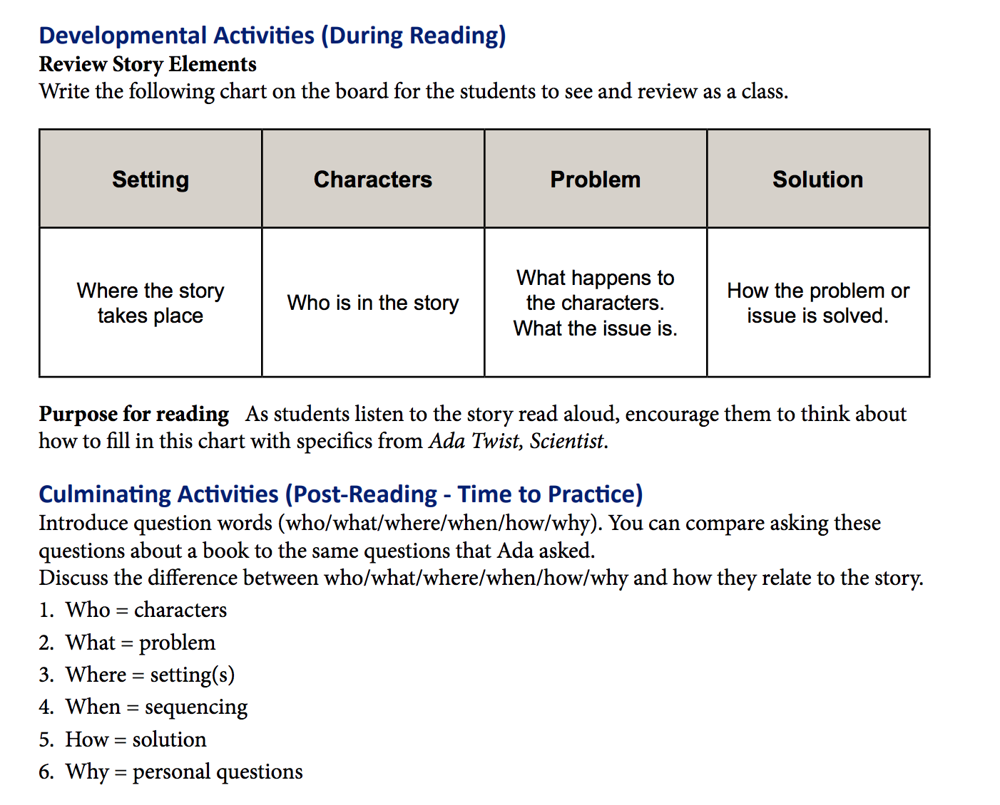 Developmental Activities (During Reading)
Review Story Elements
Write the following chart on the board for the students to see and review as a class.
Setting
Characters
Problem
Solution
Where the story
takes place
Who is in the story
What happens to
the characters.
What the issue is.
How the problem or
issue is solved.
Purpose for reading As students listen to the story read aloud, encourage them to think about
how to fill in this chart with specifics from Ada Twist, Scientist.
Culminating Activities (Post-Reading - Time to Practice)
Introduce question words (who/what/where/when/how/why). You can compare asking these
questions about a book to the same questions that Ada asked.
Discuss the difference between who/what/where/when/how/why and how they relate to the story.
1. Who = characters
2. What = problem
3. Where = setting(s)
4. When = sequencing
5. How = solution
6. Why = personal questions